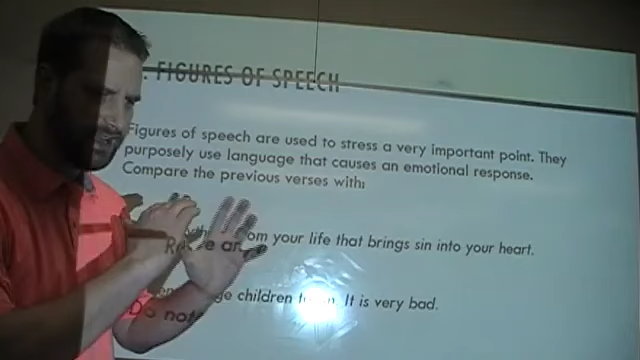 . FIGURES OF SPEECH
Figures of speech are used to stress a very important point. They
purposely use language that causes an emotional response.
Compare the previous verses with:
from your life that brings sin into your heart.
children It is very bad.
Do not